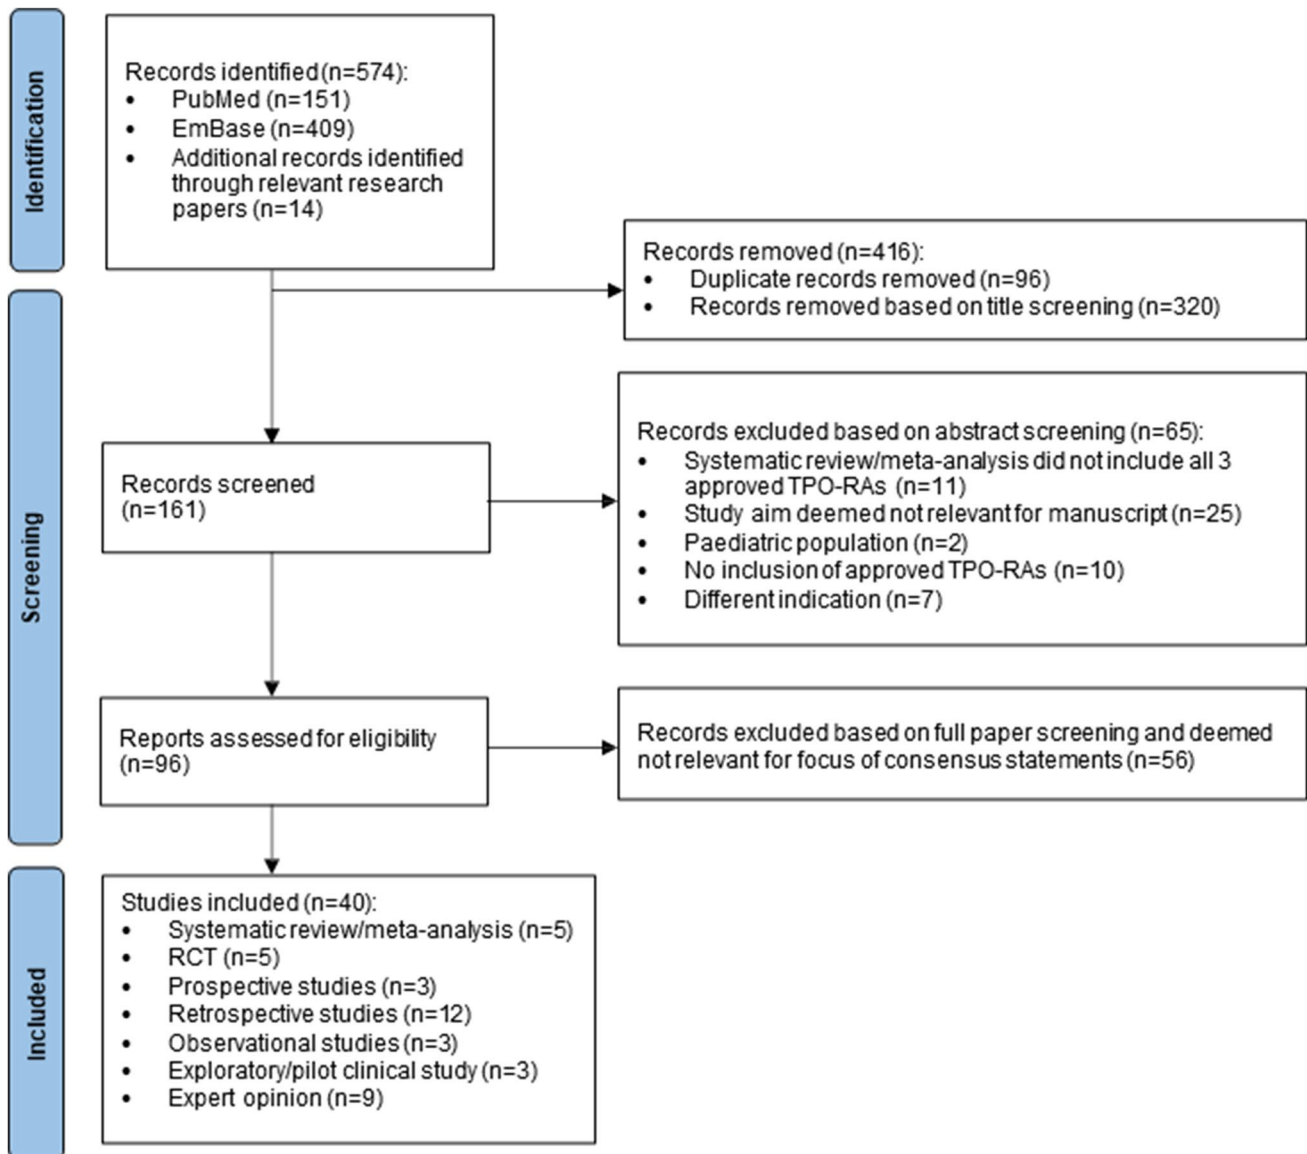 Identification
Records identified (n=574):
• PubMed (n=151)
• EmBase (n=409)
• Additional records identified
through relevant research
papers (n=14)
Records removed (n=416):
• Duplicate records removed (n=96)
• Records removed based on title screening (n=320)
Screening
Records screened
(n=161)
Records excluded based on abstract screening (n=65):
• Systematic review/meta-analysis did not include all 3
approved TPO-RAs (n=11)
• Study aim deemed not relevant for manuscript (n=25)
• Paediatric population (n=2)
• No inclusion of approved TPO-RAs (n=10)
• Different indication (n=7)
Reports assessed for eligibility
(n=96)
Records excluded based on full paper screening and deemed
not relevant for focus of consensus statements (n=56)
Included
Studies included (n=40):
• Systematic review/meta-analysis (n=5)
• RCT (n=5)
• Prospective studies (n=3)
• Retrospective studies (n=12)
• Observational studies (n=3)
• Exploratory/pilot clinical study (n=3)
• Expert opinion (n=9)